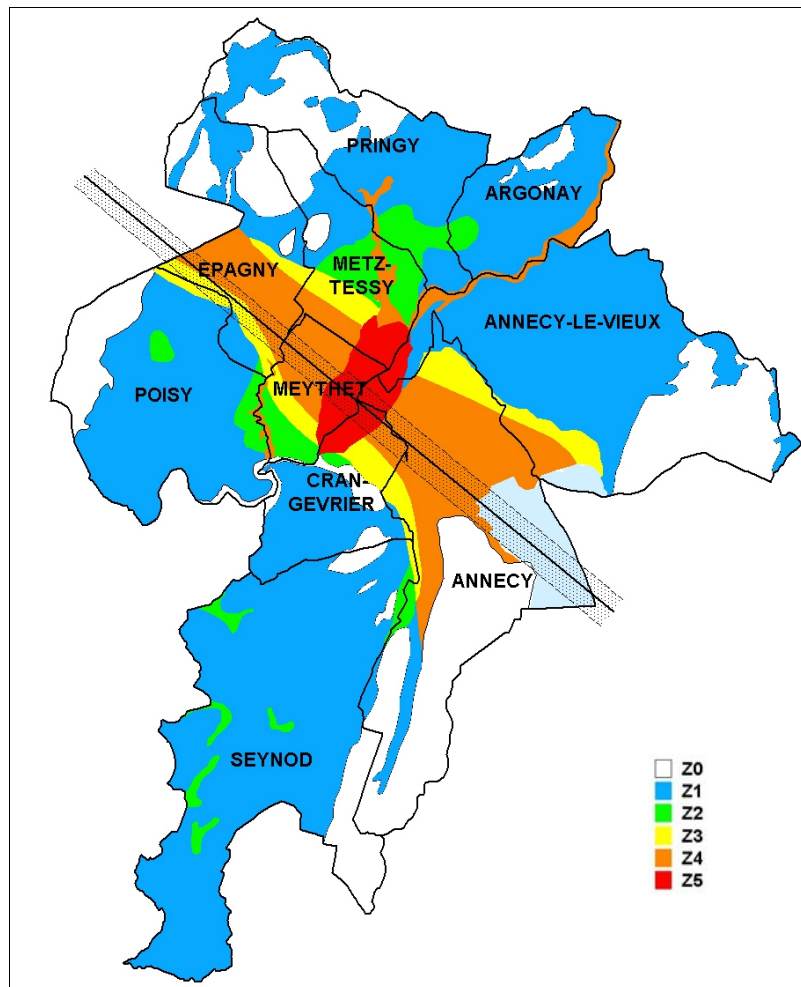 PRINGY
ARGONAY
EPAGNY
METZ-
TESSY
ANNECY-LE-VIEUX
POISY
MEYTHET
CRAN-
GEVRIER
ANNECY
SEYNOD
Z0
Z1
Z2
Z3
Z4
Z5